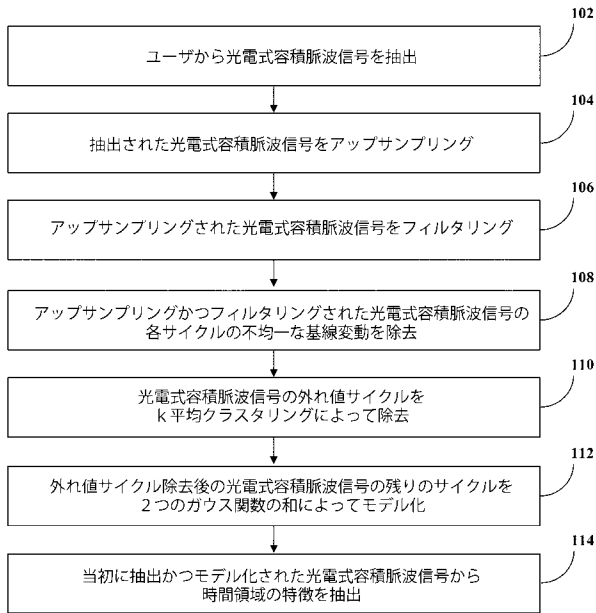 102
ユーザから光電式容積脈波信号を抽出
104
抽出された光電式容積脈波信号をアップサンプリング
106
アップサンプリングされた光電式容積脈波信号をフィルタリング
108
アップサンプリングかつフィルタリングされた光電式容積脈波信号の
各サイクルの不均一な基線変動を除去
110
光電式容積脈波信号の外れ値サイクルを
k平均クラスタリングによって除去
112
外れ値サイクル除去後の光電式容積脈波信号の残りのサイクルを
2つのガウス関数の和によってモデル化
114
当初に抽出かつモデル化された光電式容積脈波信号から
時間領域の特徴を抽出